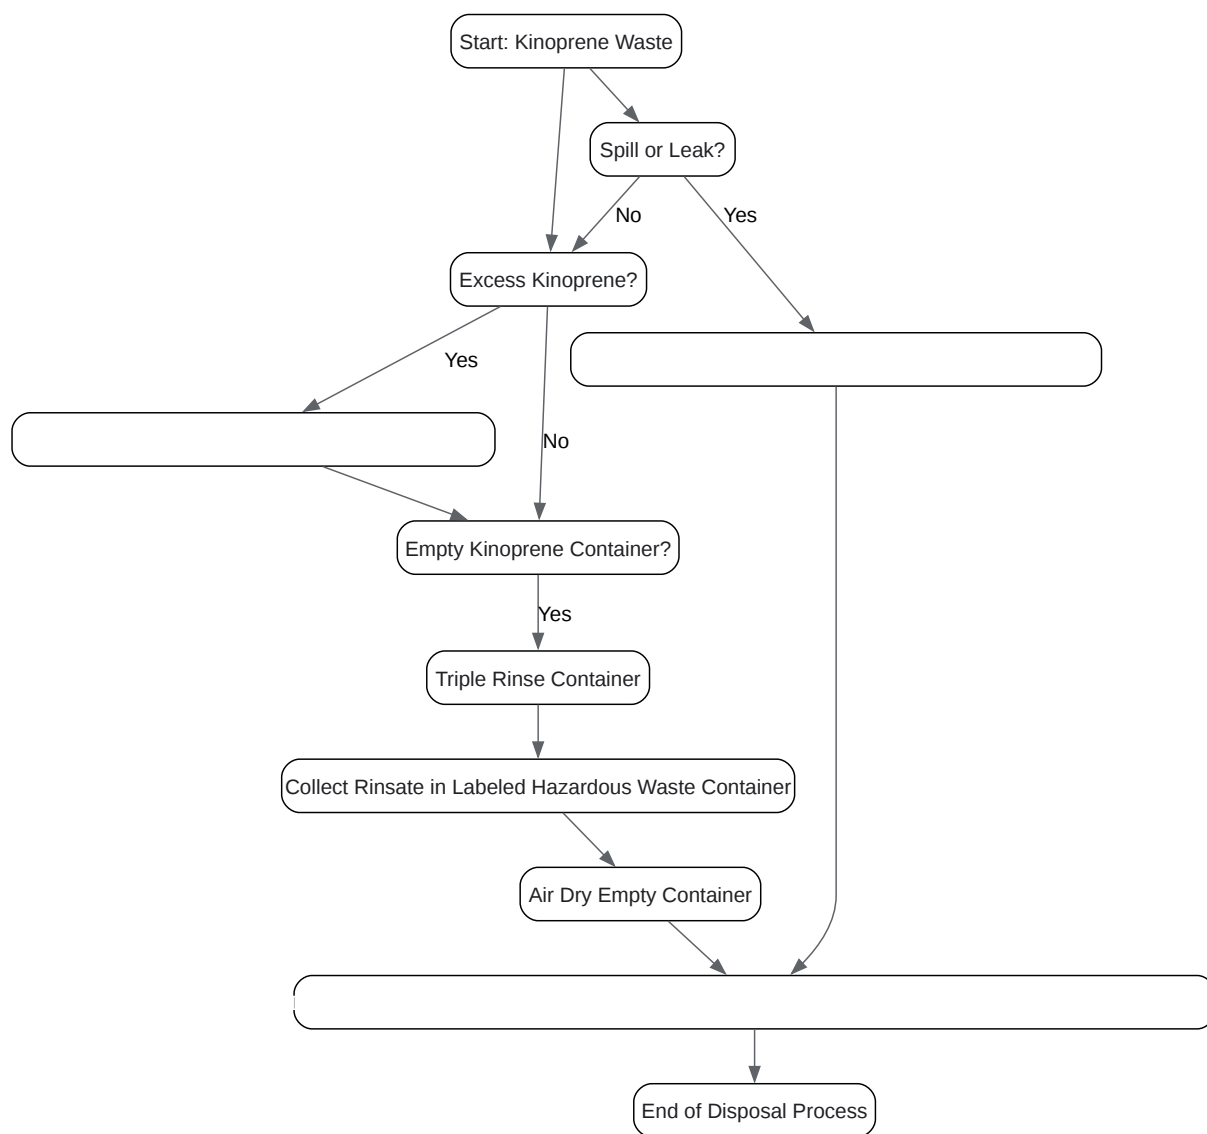 Start: Kinoprene Waste
Spill or Leak?
No
Yes
Excess Kinoprene?
Yes
No
Empty Kinoprene Container?
Yes
Triple Rinse Container
Collect Rinsate in Labeled Hazardous Waste Container
Air Dry Empty Container
End of Disposal Process